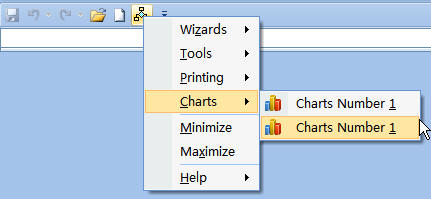 Wizards
Tools
Printing
Charts
Charts Number 1
Charts Number 1
Minimize
Maximize
Help